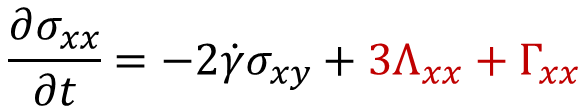 ∂σ_xx/∂t = −2γ̇σ_xy + 3Λ_xx + Γ_xx